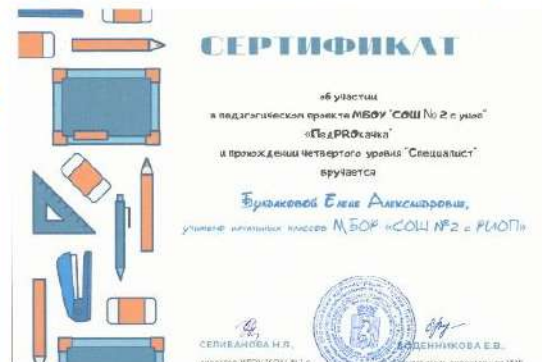 СЕРТИФИКАТ
об участии
в педагогическом проекте МБОУ "СОШ № 2 с уиоп"
«ПедPROкачка"
и прохождении четвертого уровня "Специалист"
вручается
Елене Александровне,
учителю начальных классов МБОУ «СОШ №2 с УИОП»
СЕЛИВАНОВА Н.Я., ВОДЕННИКОВА Е.В.,